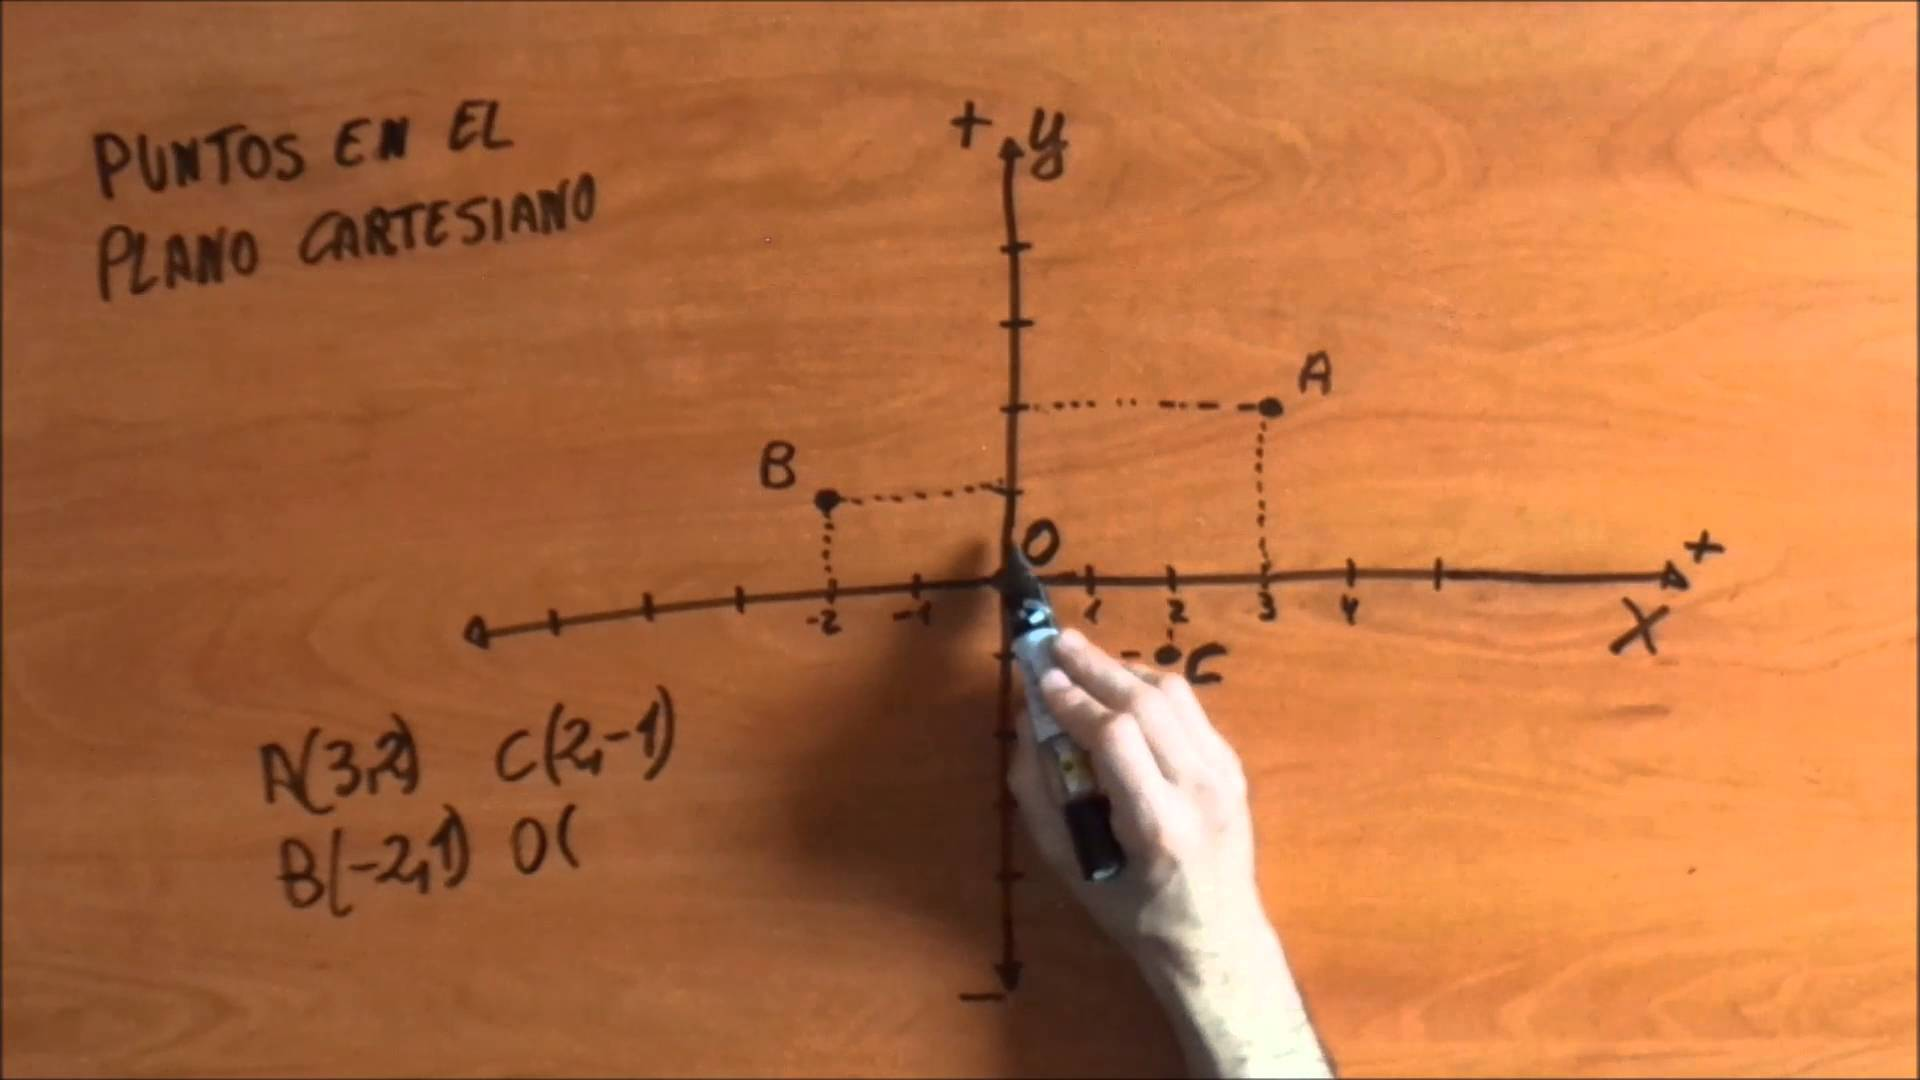 PUNTOS EN EL
PLANO CARTESIANO
+ y
A
B
O
+
-2 -1 1 2 3 4
X
C
A(3,2) C(2,-1)
B(-2,1) O(
-